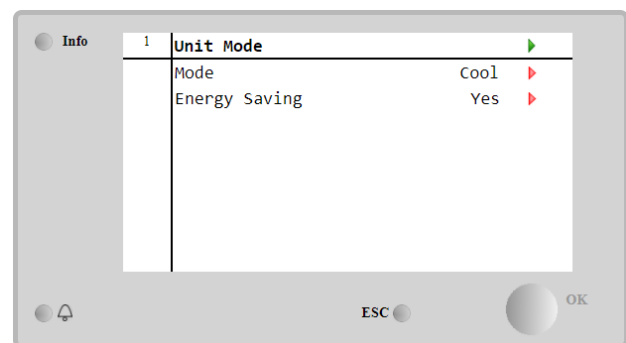 Info
1 Unit Mode
Mode Cool
Energy Saving Yes
ESC
OK